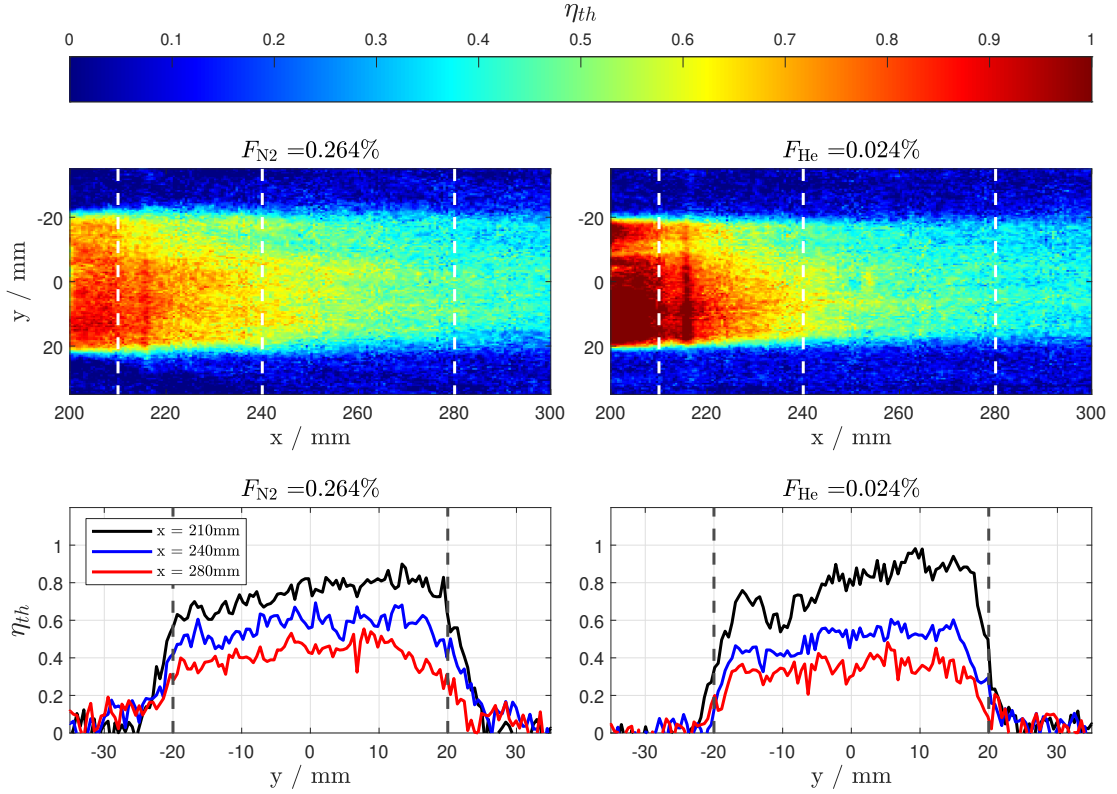 η_th
0 0.1 0.2 0.3 0.4 0.5 0.6 0.7 0.8 0.9 1
F_N2 =0.264%
-20
0
20
y / mm
200 220 240 260 280 300
x / mm
F_He =0.024%
-20
0
20
200 220 240 260 280 300
x / mm
F_N2 =0.264%
x = 210mm
x = 240mm
x = 280mm
1
0.8
0.6
0.4
0.2
0
η_th
-30 -20 -10 0 10 20 30
y / mm
F_He =0.024%
1
0.8
0.6
0.4
0.2
0
-30 -20 -10 0 10 20 30
y / mm